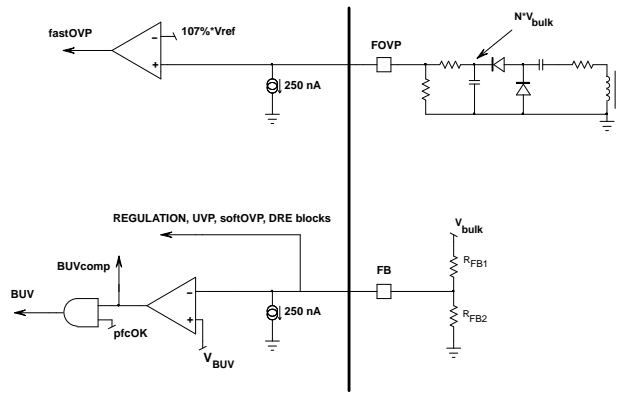 fastOVP
107%*Vref
FOVP
N*Vbulk
250 nA
REGULATION, UVP, softOVP, DRE blocks
Vbulk
BUVcomp
FB
RFB1
BUV
250 nA
RFB2
pfcOK
VBUV